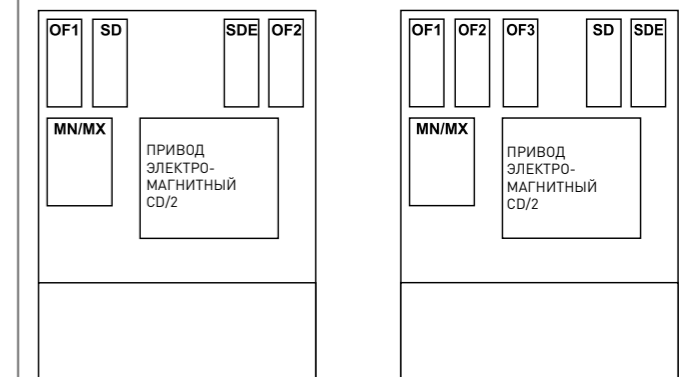 OF1 SD SDE OF2
MN/MX
ПРИВОД
ЭЛЕКТРО-
МАГНИТНЫЙ
CD/2
OF1 OF2 OF3 SD SDE
MN/MX
ПРИВОД
ЭЛЕКТРО-
МАГНИТНЫЙ
CD/2